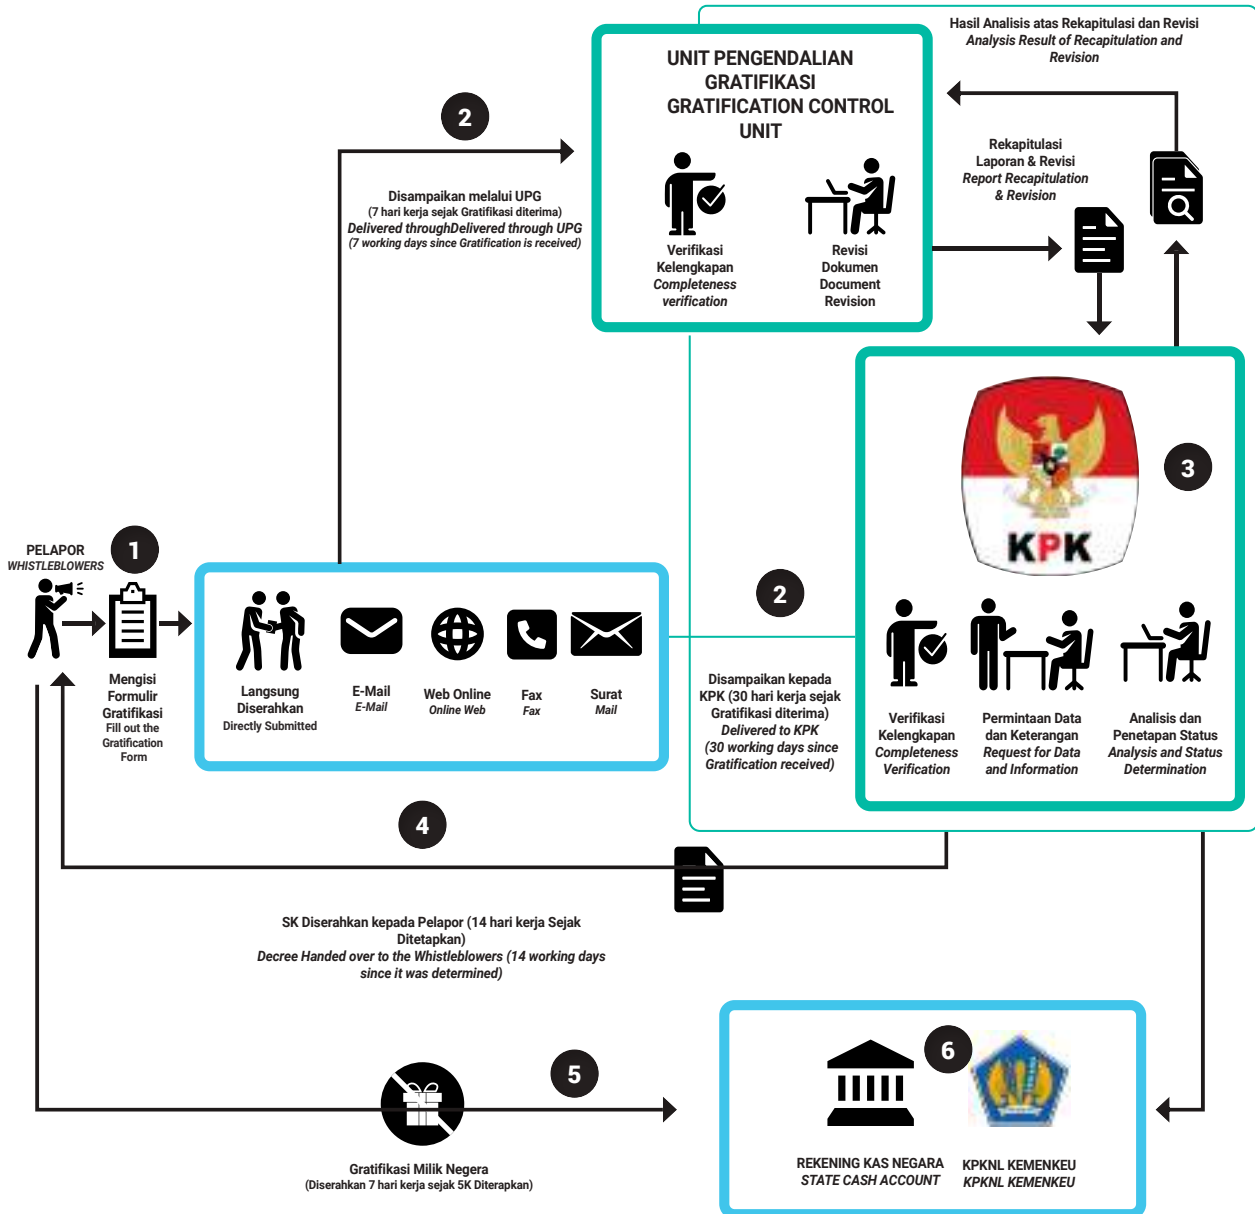 Hasil Analisis atas Rekapitulasi dan Revisi
Analysis Result of Recapitulation and
Revision
UNIT PENGENDALIAN
GRATIFIKASI
GRATIFICATION CONTROL
UNIT
2
Rekapitulasi
Laporan & Revisi
Report Recapitulation
& Revision
Disampaikan melalui UPG
(7 hari kerja sejak Gratifikasi diterima)
Delivered throughDelivered through UPG
(7 working days since Gratification is received)
Verifikasi
Kelengkapan
Completeness
verification
Revisi
Dokumen
Document
Revision
3
KPK
PELAPOR
WHISTLEBLOWERS
1
Mengisi
Formulir
Gratifikasi
Fill out the
Gratification
Form
Langsung
Diserahkan
Directly Submitted
E-Mail
E-Mail
Web Online
Online Web
Fax
Fax
Surat
Mail
2
Disampaikan kepada
KPK (30 hari kerja sejak
Gratifikasi diterima)
Delivered to KPK
(30 working days since
Gratification received)
Verifikasi
Kelengkapan
Completeness
Verification
Permintaan Data
dan Keterangan
Request for Data
and Information
Analisis dan
Penetapan Status
Analysis and Status
Determination
4
SK Diserahkan kepada Pelapor (14 hari kerja Sejak
Ditetapkan)
Decree Handed over to the Whistleblowers (14 working days
since it was determined)
5
Gratifikasi Milik Negera
(Diserahkan 7 hari kerja sejak 5K Diterapkan)
6
REKENING KAS NEGARA
STATE CASH ACCOUNT
KPKNL KEMENKEU
KPKNL KEMENKEU